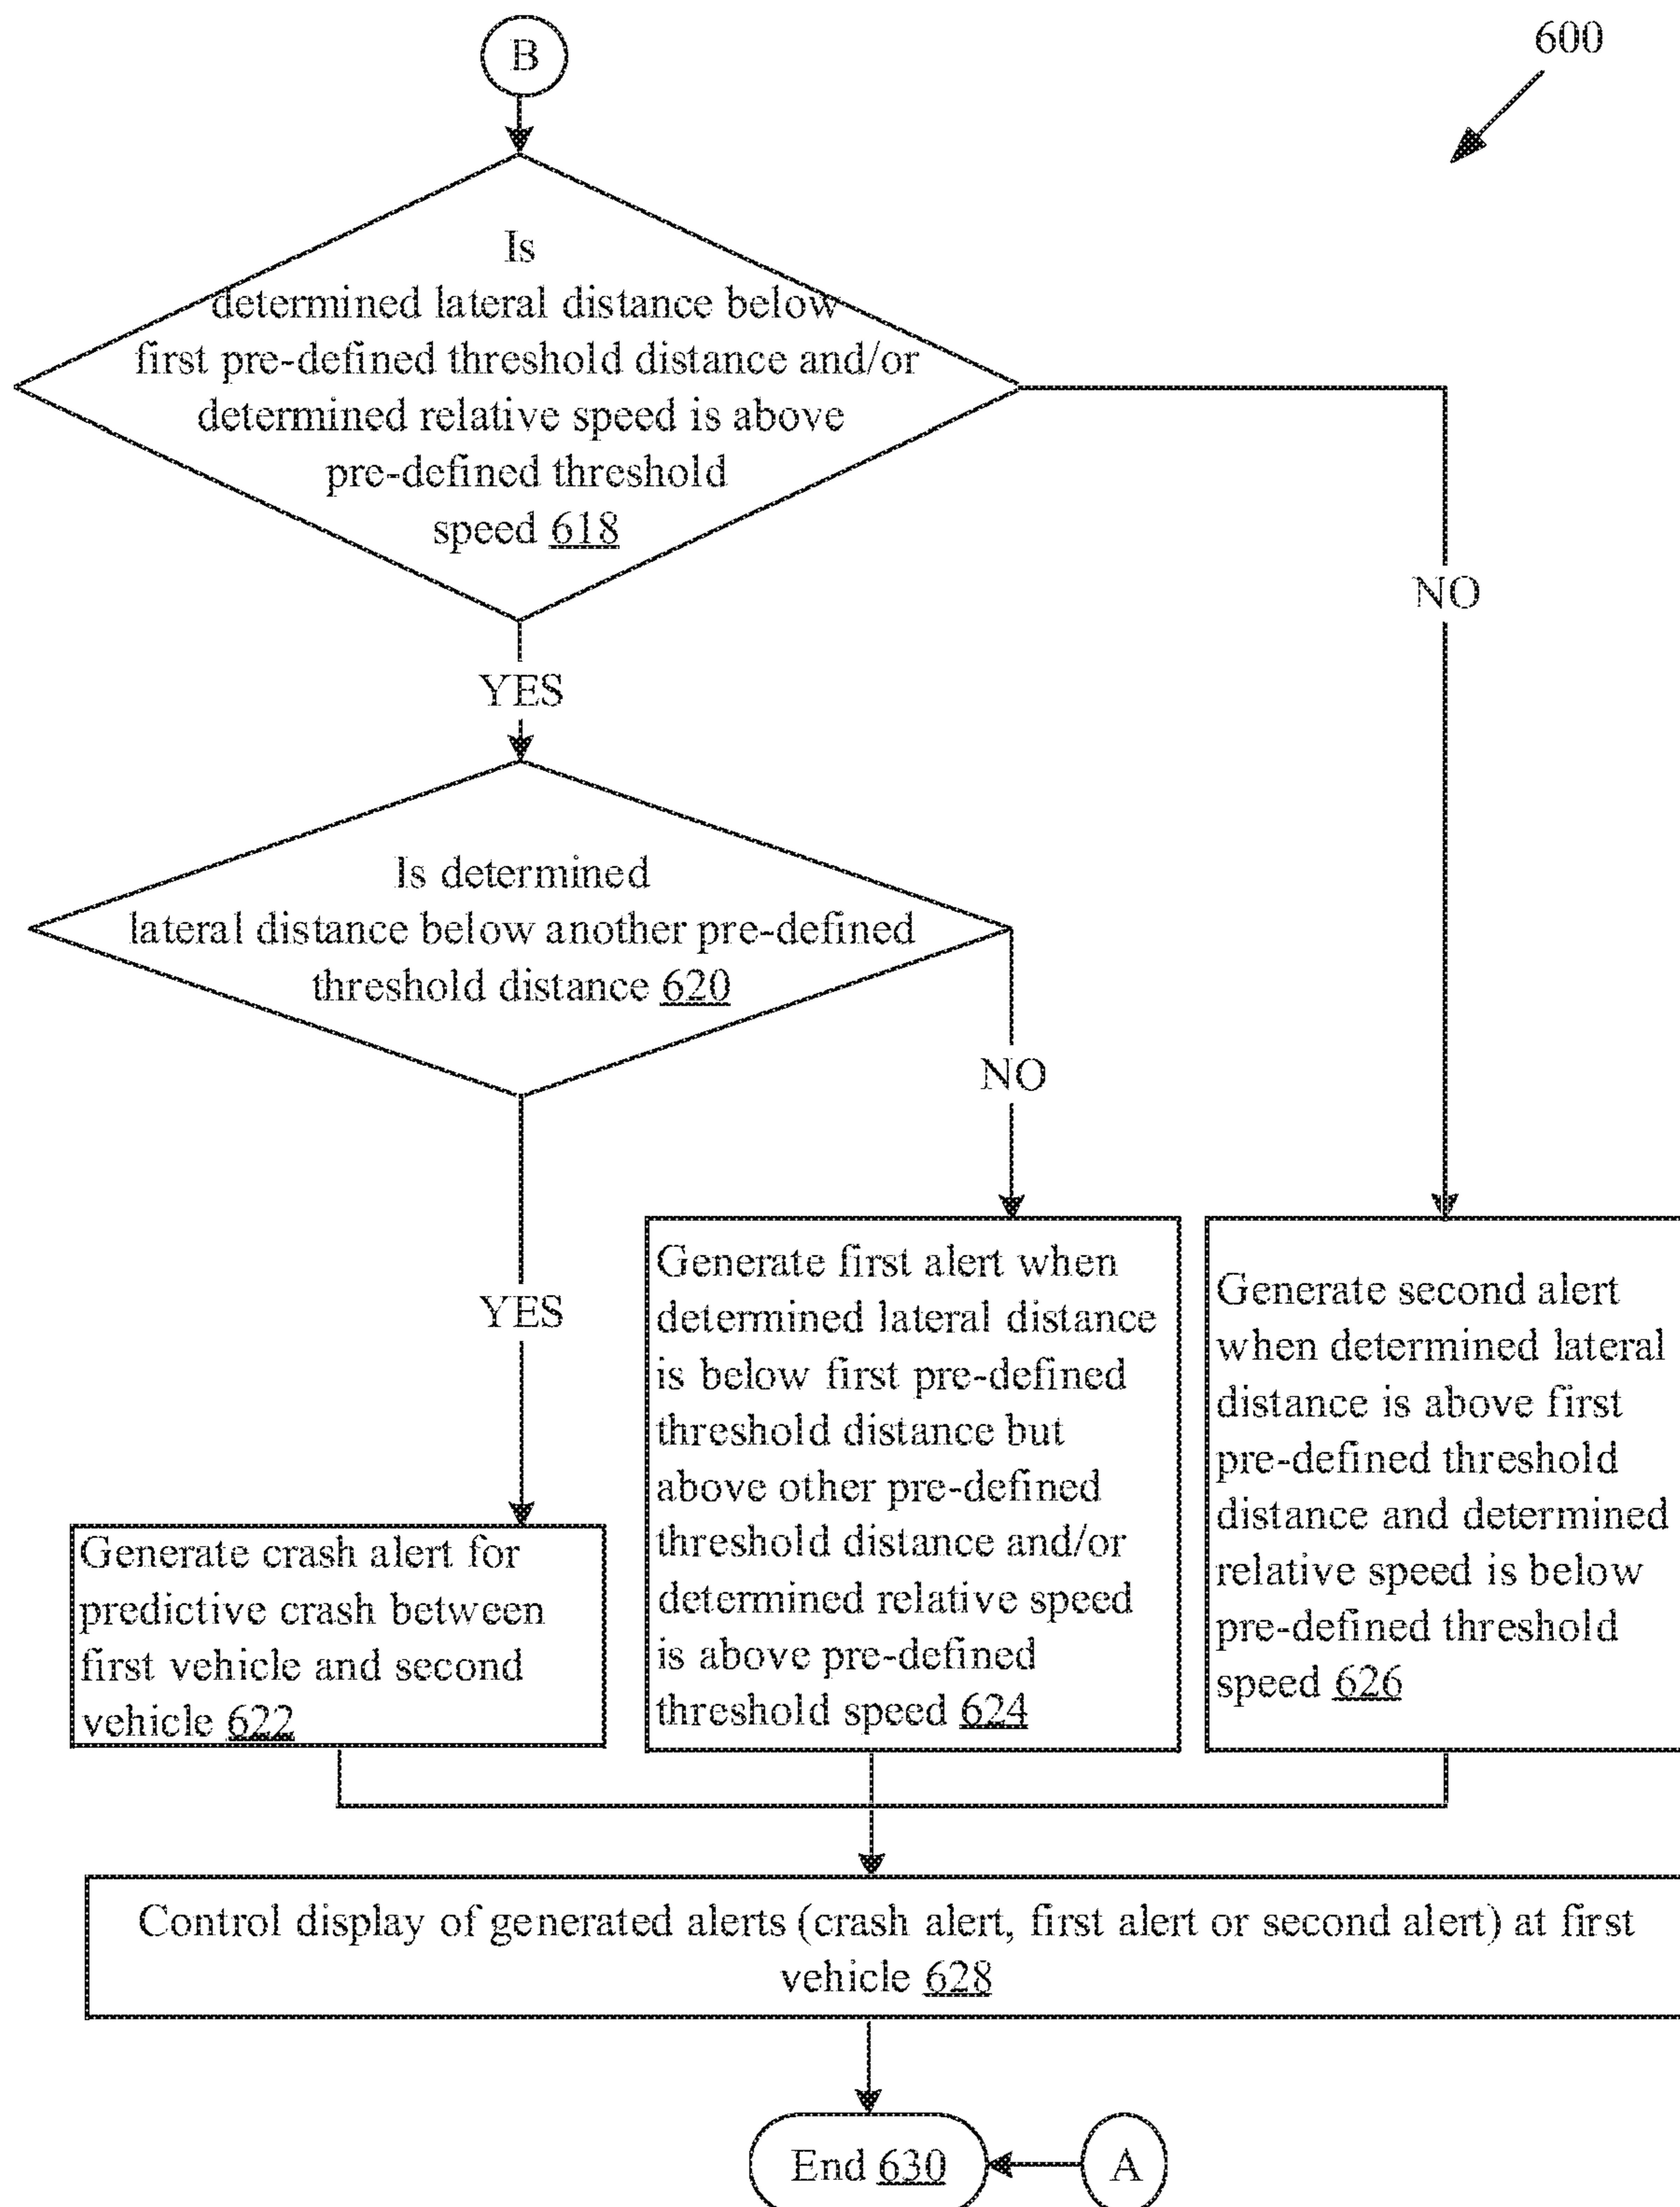 B
600
Is
determined lateral distance below
first pre-defined threshold distance and/or
determined relative speed is above
pre-defined threshold
speed 618
NO
YES
Is determined
lateral distance below another pre-defined
threshold distance 620
NO
YES
Generate crash alert for
predictive crash between
first vehicle and second
vehicle 622
Generate first alert when
determined lateral distance
is below first pre-defined
threshold distance but
above other pre-defined
threshold distance and/or
determined relative speed
is above pre-defined
threshold speed 624
Generate second alert
when determined lateral
distance is above first
pre-defined threshold
distance and determined
relative speed is below
pre-defined threshold
speed 626
Control display of generated alerts (crash alert, first alert or second alert) at first
vehicle 628
End 630
A